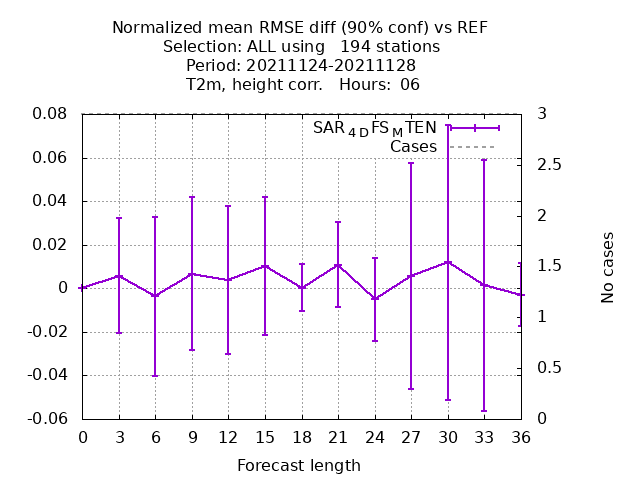 Normalized mean RMSE diff (90% conf) vs REF
Selection: ALL using 194 stations
Period: 20211124-20211128
T2m, height corr. Hours: 06
SAR4DFSMTEN
Cases
0.08
0.06
0.04
0.02
0
-0.02
-0.04
-0.06
3
2.5
2
1.5
1
0.5
0
No cases
0 3 6 9 12 15 18 21 24 27 30 33 36
Forecast length